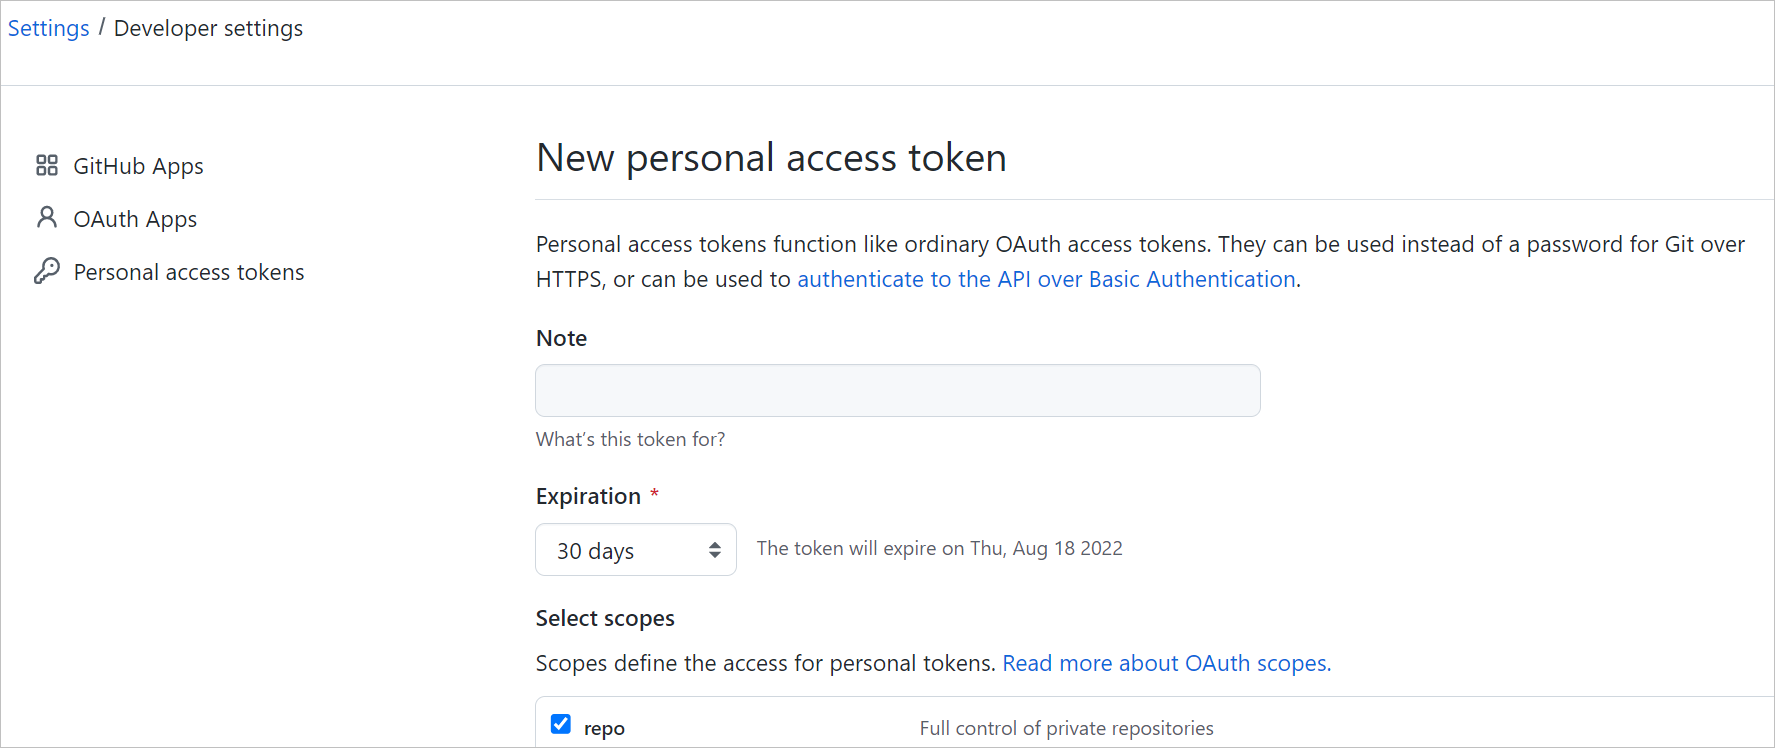 Settings / Developer settings
GitHub Apps
OAuth Apps
Personal access tokens
New personal access token
Personal access tokens function like ordinary OAuth access tokens. They can be used instead of a password for Git over
HTTPS, or can be used to authenticate to the API over Basic Authentication.
Note
What's this token for?
Expiration *
30 days The token will expire on Thu, Aug 18 2022
Select scopes
Scopes define the access for personal tokens. Read more about OAuth scopes.
repo Full control of private repositories